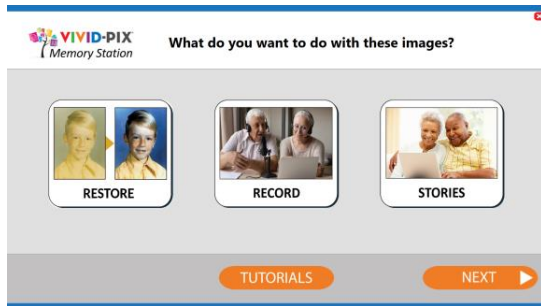 VIVID-PIX
Memory Station
What do you want to do with these images?
RESTORE
RECORD
STORIES
TUTORIALS
NEXT